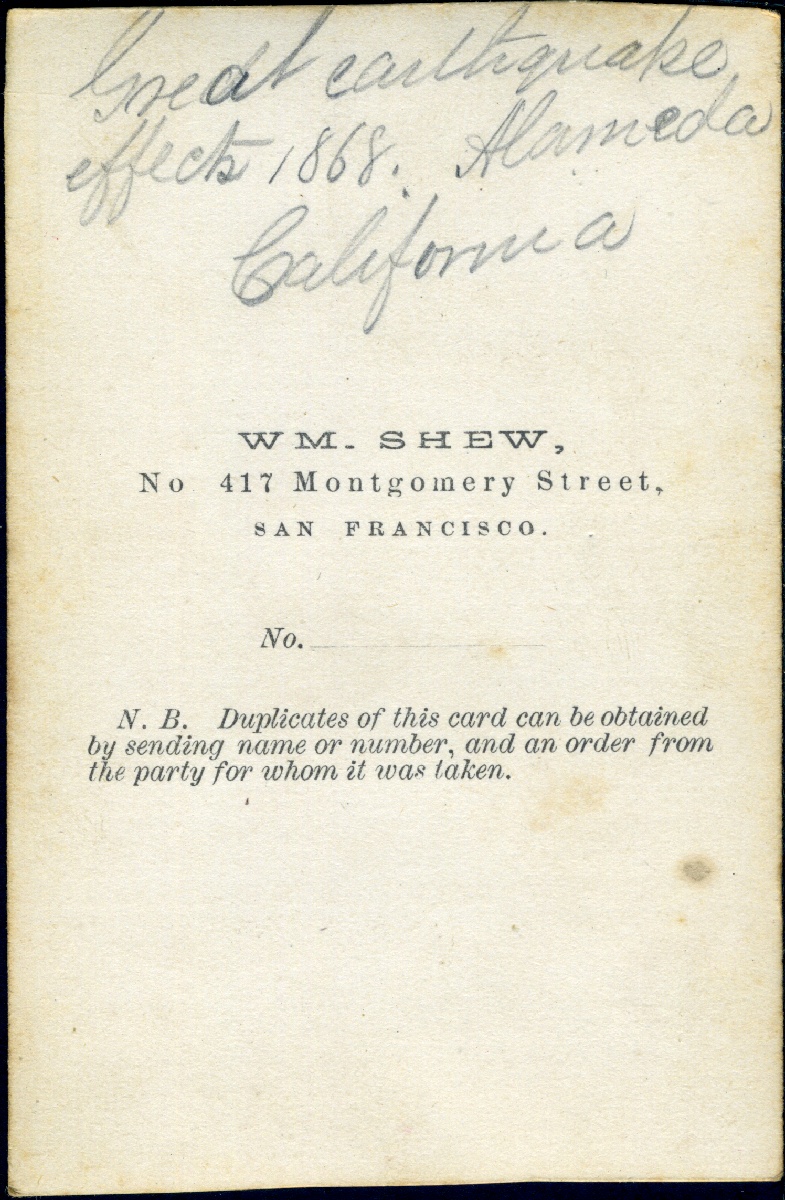 Great earthquake
effects 1868. Alameda
California
WM. SHEW,
No 417 Montgomery Street,
SAN FRANCISCO.
No.
N. B. Duplicates of this card can be obtained
by sending name or number, and an order from
the party for whom it was taken.